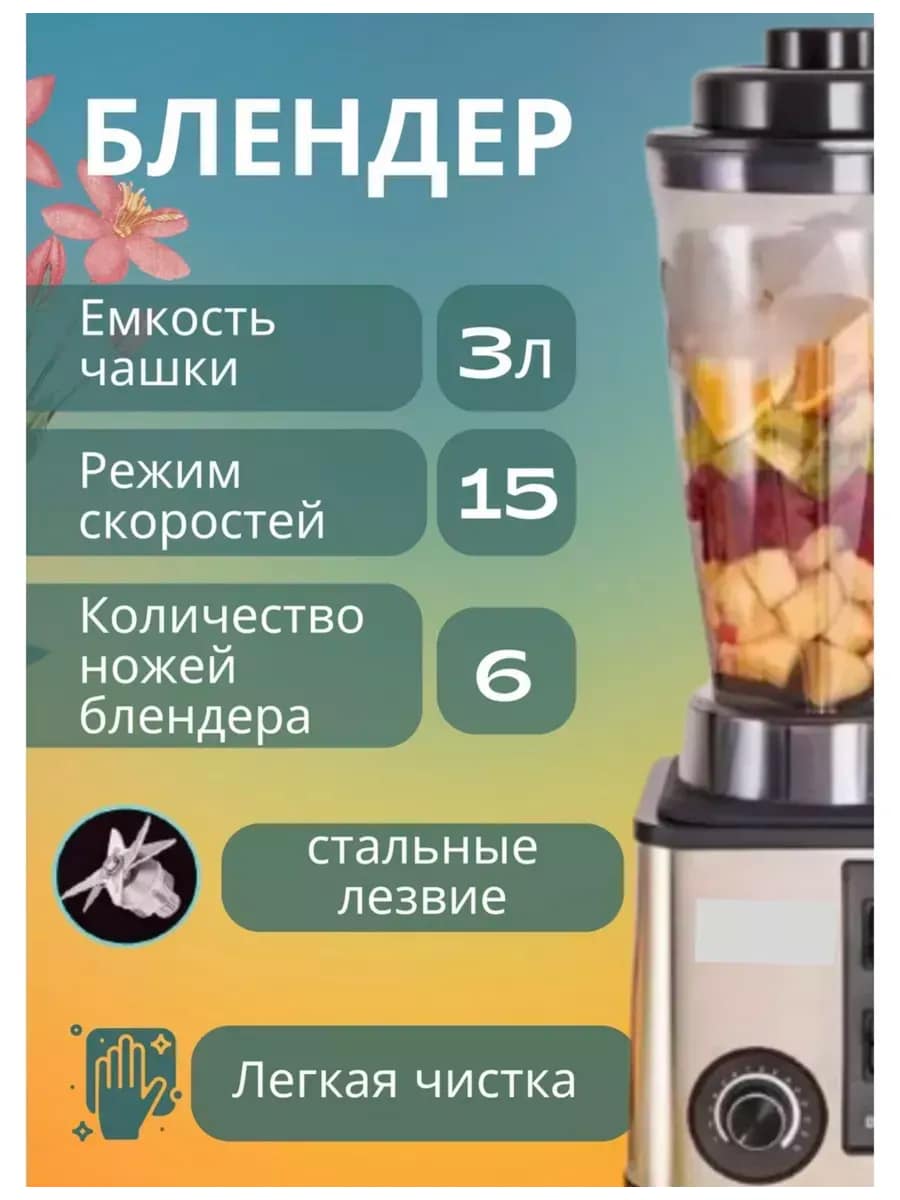 БЛЕНДЕР
Емкость
чашки
3л
Режим
скоростей
15
Количество
ножей
блендера
6
стальные
лезвие
Легкая чистка